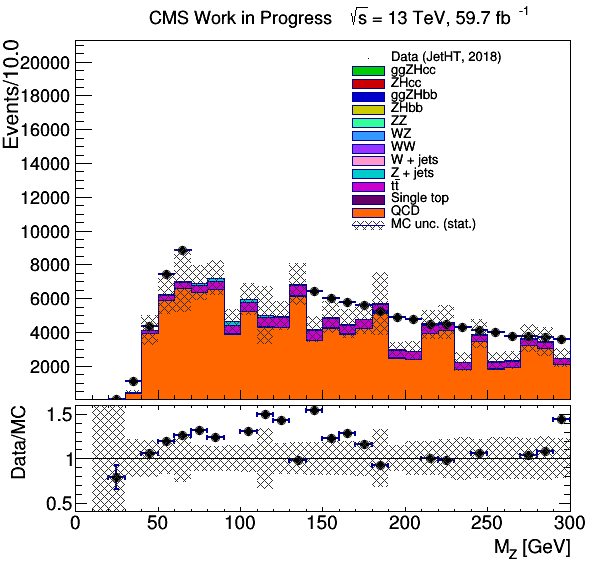 CMS Work in Progress √s = 13 TeV, 59.7 fb⁻¹
Events/10.0
20000
18000
16000
14000
12000
10000
8000
6000
4000
2000
Data (JetHT, 2018)
ggZHcc
ZHcc
ggZHbb
ZHbb
ZZ
WZ
WW
W + jets
Z + jets
tt̄
Single top
QCD
MC unc. (stat.)
Data/MC
1.5
1
0.5
0 50 100 150 200 250 300
M_Z [GeV]